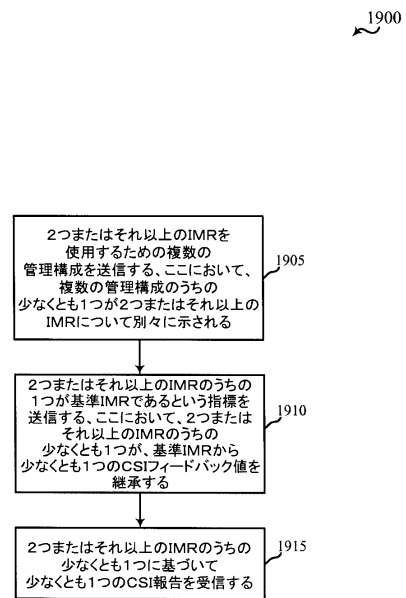 1900
2つまたはそれ以上のIMRを
使用するための複数の
管理構成を送信する、ここにおいて、
複数の管理構成のうちの
少なくとも1つが2つまたはそれ以上の
IMRについて別々に示される
1905
2つまたはそれ以上のIMRのうちの
1つが基準IMRであるという指標を
送信する、ここにおいて、2つまたは
それ以上のIMRのうちの
少なくとも1つが、基準IMRから
少なくとも1つのCSIフィードバック値を
継承する
1910
2つまたはそれ以上のIMRのうちの
少なくとも1つに基づいて
少なくとも1つのCSI報告を受信する
1915